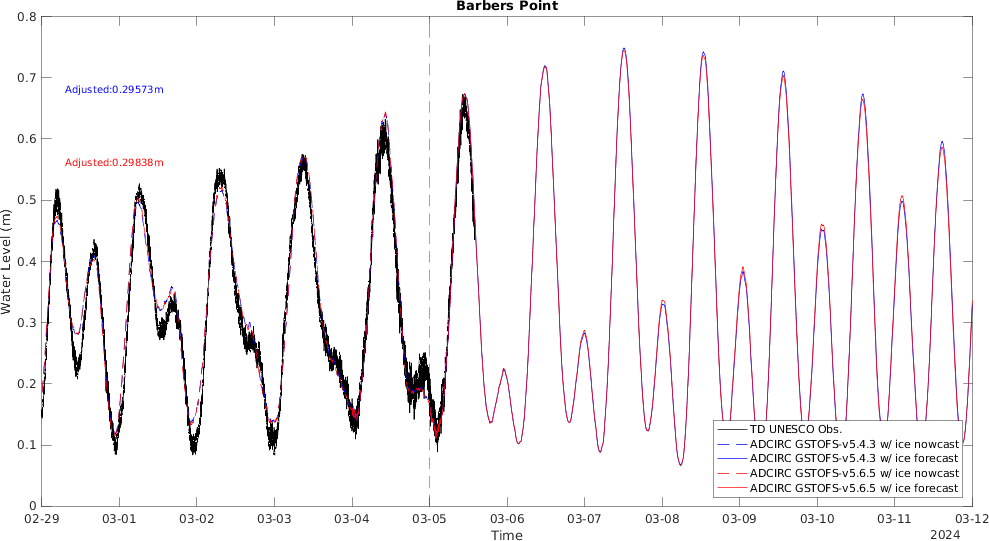 Barbers Point
0.8
0.7
0.6
0.5
0.4
0.3
0.2
0.1
0
Water Level (m)
Adjusted:0.29573m
Adjusted:0.29838m
TD UNESCO Obs.
ADCIRC GSTOFS-v5.4.3 w/ ice nowcast
ADCIRC GSTOFS-v5.4.3 w/ ice forecast
ADCIRC GSTOFS-v5.6.5 w/ ice nowcast
ADCIRC GSTOFS-v5.6.5 w/ ice forecast
02-29 03-01 03-02 03-03 03-04 03-05 03-06 03-07 03-08 03-09 03-10 03-11 03-12
Time
2024